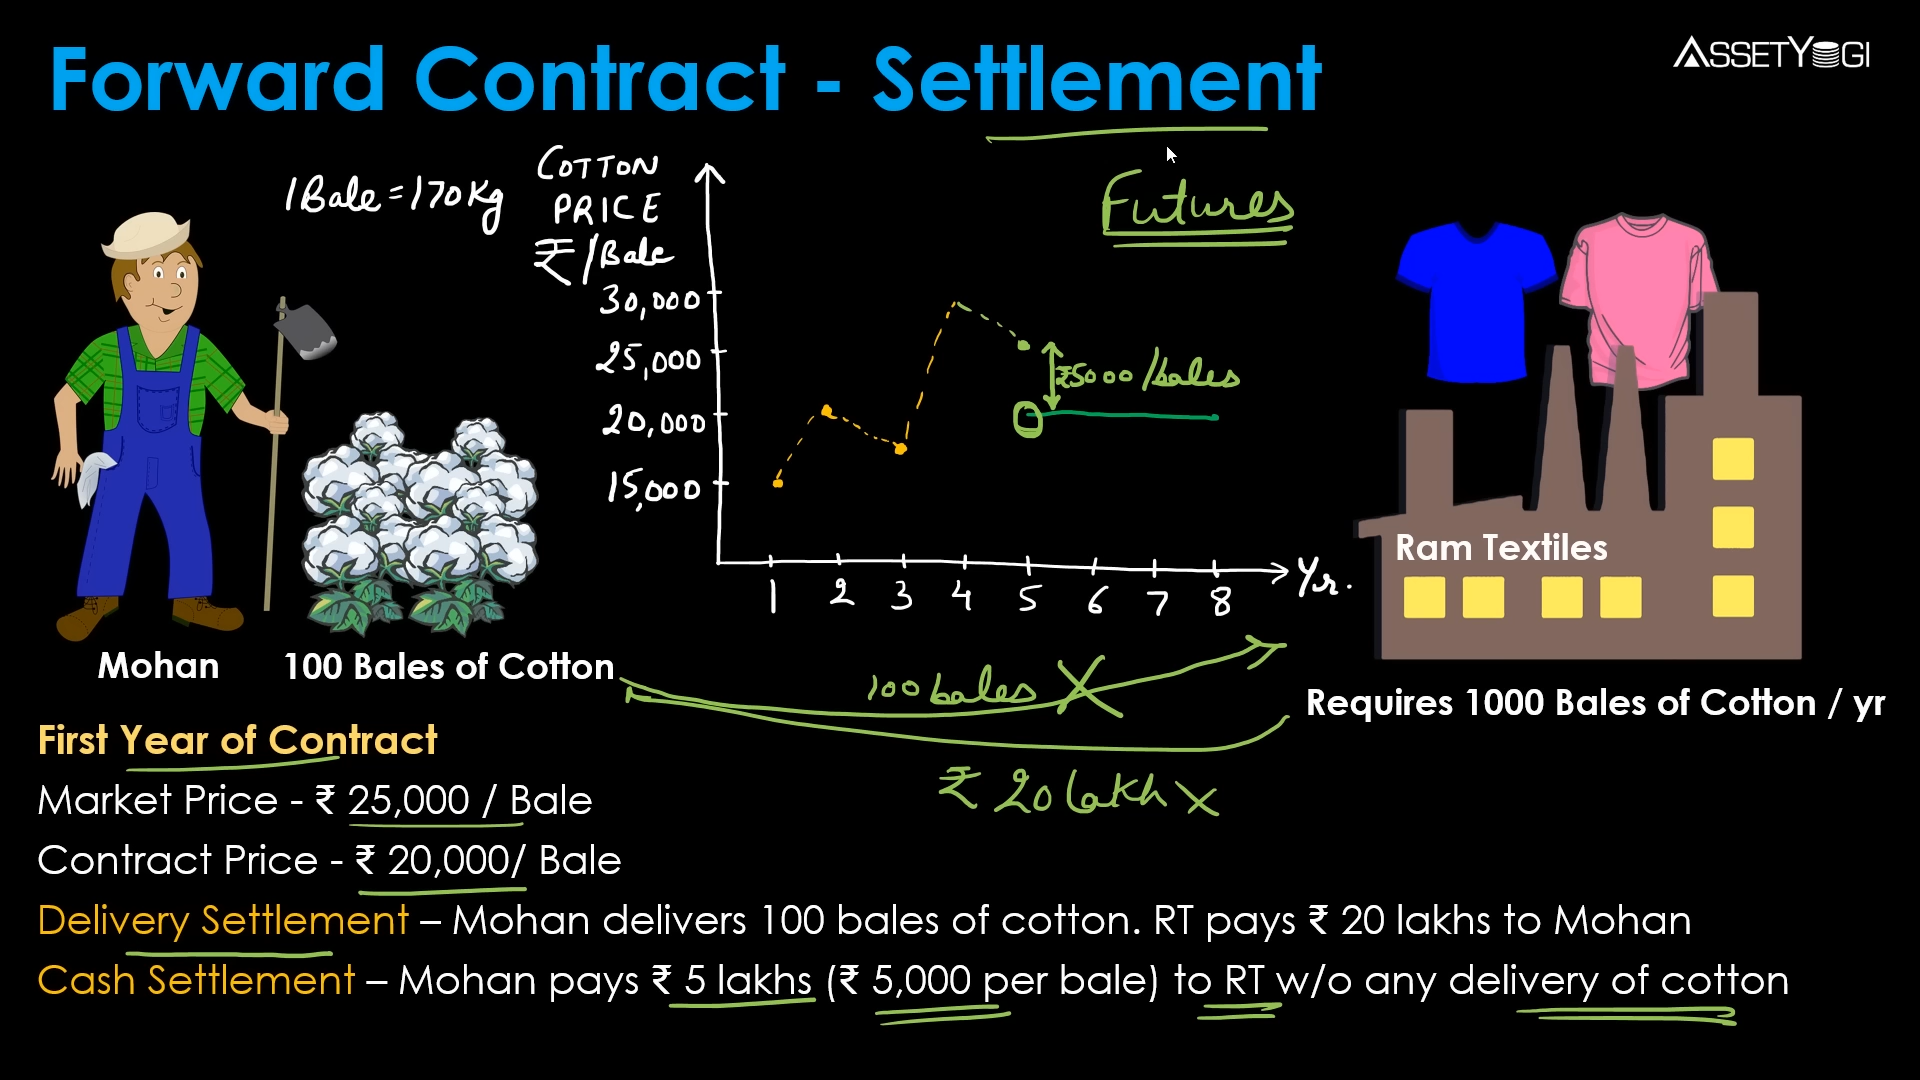 Forward Contract - Settlement
ASSETYOGI
1 Bale = 170 Kg
COTTON
PRICE
₹/Bale
Futures
30,000
25,000
₹5000/bales
20,000
15,000
Ram Textiles
1 2 3 4 5 6 7 8
Yr.
Mohan
100 Bales of Cotton
100 bales X
Requires 1000 Bales of Cotton / yr
First Year of Contract
Market Price - ₹ 25,000 / Bale
₹ 20 lakh X
Contract Price - ₹ 20,000/ Bale
Delivery Settlement – Mohan delivers 100 bales of cotton. RT pays ₹ 20 lakhs to Mohan
Cash Settlement – Mohan pays ₹ 5 lakhs (₹ 5,000 per bale) to RT w/o any delivery of cotton